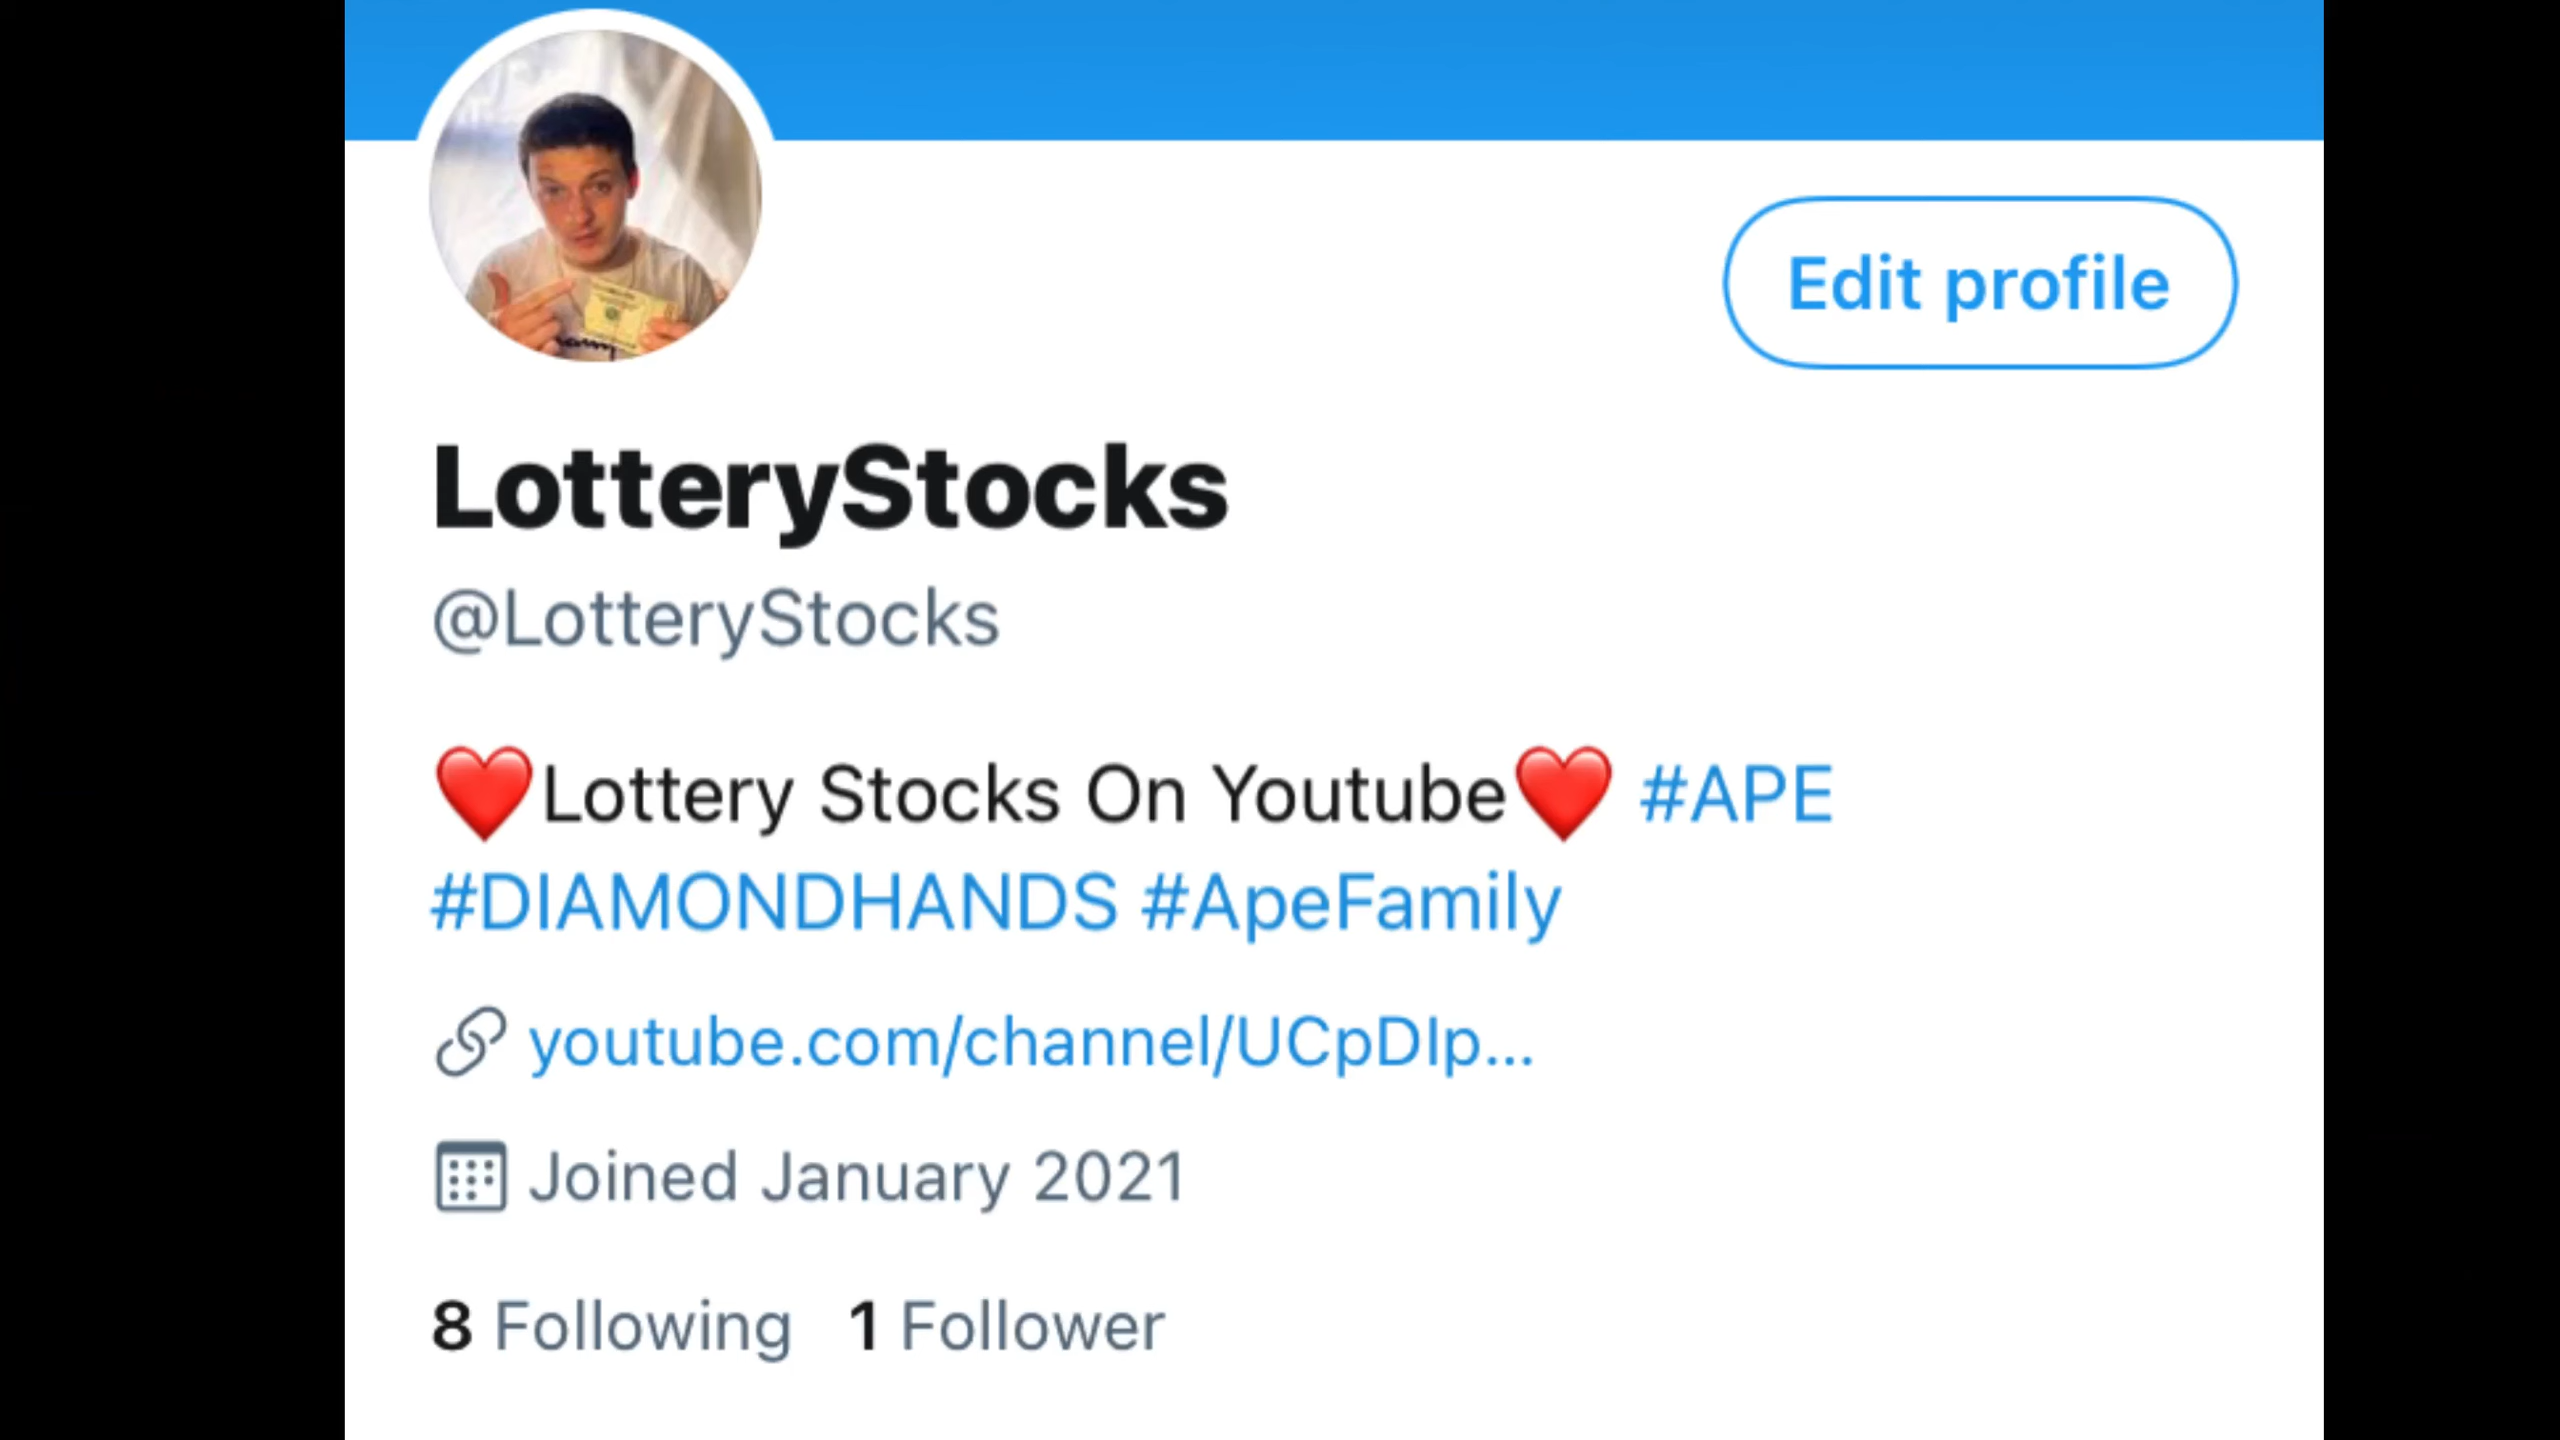 Edit profile
LotteryStocks
@LotteryStocks
❤️Lottery Stocks On Youtube❤️ #APE
#DIAMONDHANDS #ApeFamily
youtube.com/channel/UCpDIp...
Joined January 2021
8 Following 1 Follower